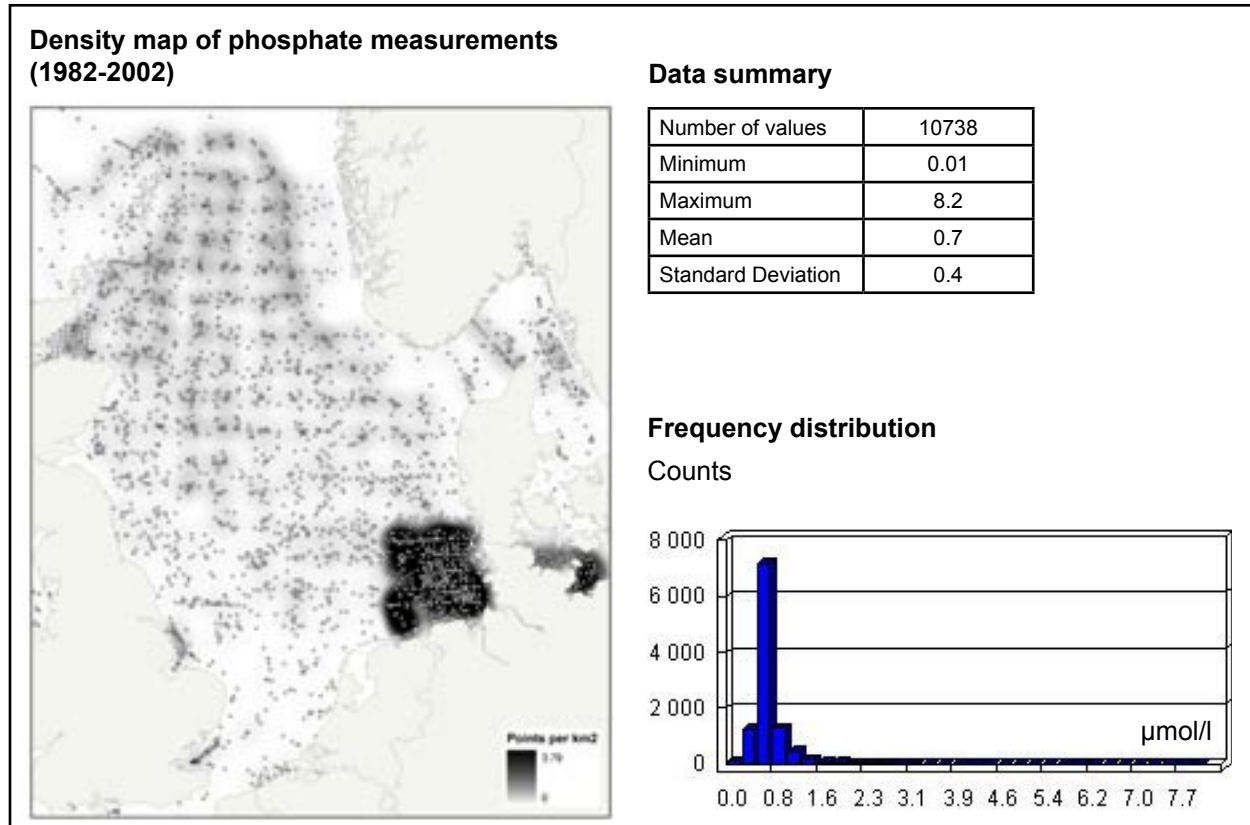 Density map of phosphate measurements
(1982-2002)
Points per km2
0
Data summary
Number of values 10738
Minimum 0.01
Maximum 8.2
Mean 0.7
Standard Deviation 0.4
Frequency distribution
Counts
8 000
6 000
4 000
2 000
0
µmol/l
0.0 0.8 1.6 2.3 3.1 3.9 4.6 5.4 6.2 7.0 7.7